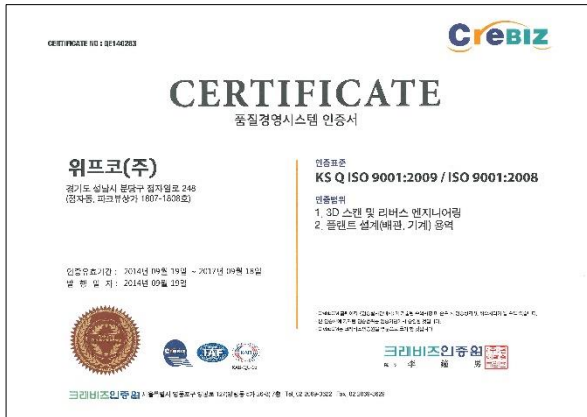 CERTIFICATE NO : QE140283
CreBIZ
CERTIFICATE
품질경영시스템 인증서
위프코(주)
경기도 성남시 분당구 정자일로 248
(정자동, 파크뷰상가 1807-1808호)
인증유효기간 : 2014년 09월 19일 ~ 2017년 09월 18일
발 행 일 자 : 2014년 09월 19일
인증표준
KS Q ISO 9001:2009 / ISO 9001:2008
인증범위
1. 3D 스캔 및 리버스 엔지니어링
2. 플랜트 설계(배관, 기계) 용역
IAF
KAB
크레비즈인증원
크레비즈인증원